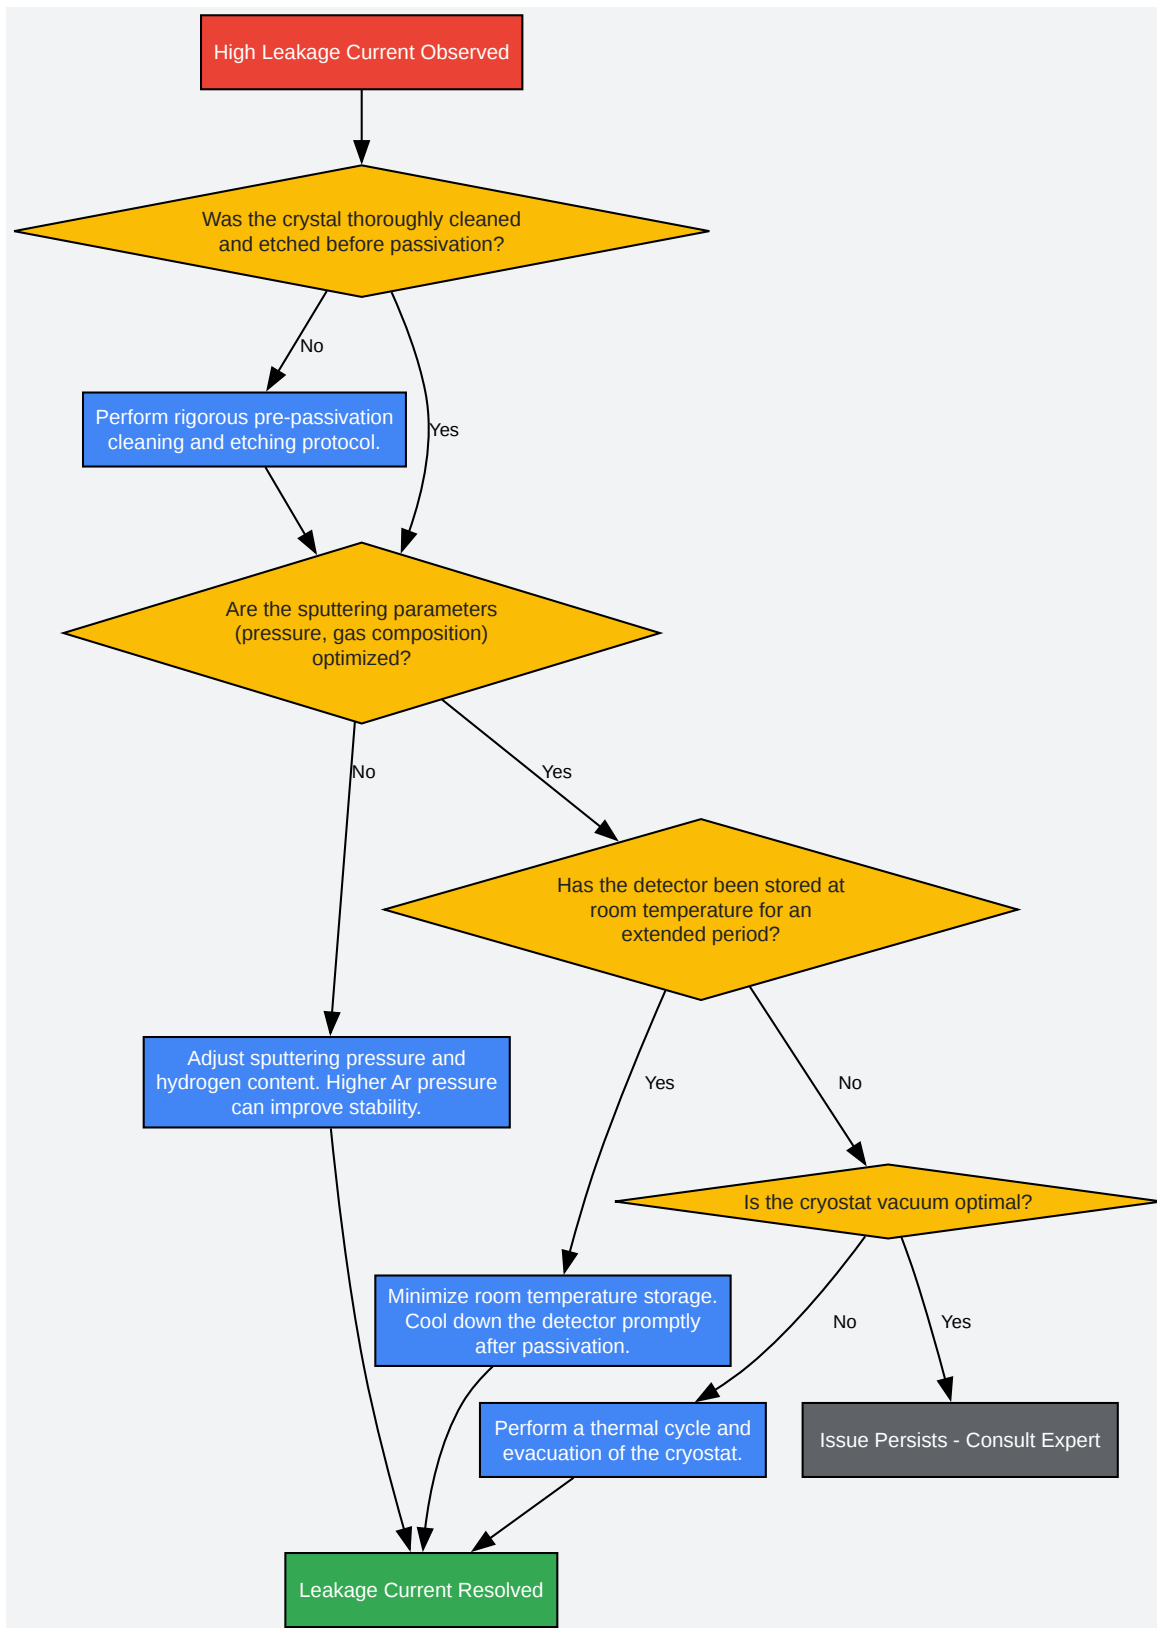 High Leakage Current Observed
Was the crystal thoroughly cleaned
and etched before passivation?
No
Perform rigorous pre-passivation
cleaning and etching protocol.
Yes
Are the sputtering parameters
(pressure, gas composition)
optimized?
No
Yes
Has the detector been stored at
room temperature for an
extended period?
Adjust sputtering pressure and
hydrogen content. Higher Ar pressure
can improve stability.
Yes
No
Is the cryostat vacuum optimal?
Minimize room temperature storage.
Cool down the detector promptly
after passivation.
No
Yes
Perform a thermal cycle and
evacuation of the cryostat.
Issue Persists - Consult Expert
Leakage Current Resolved